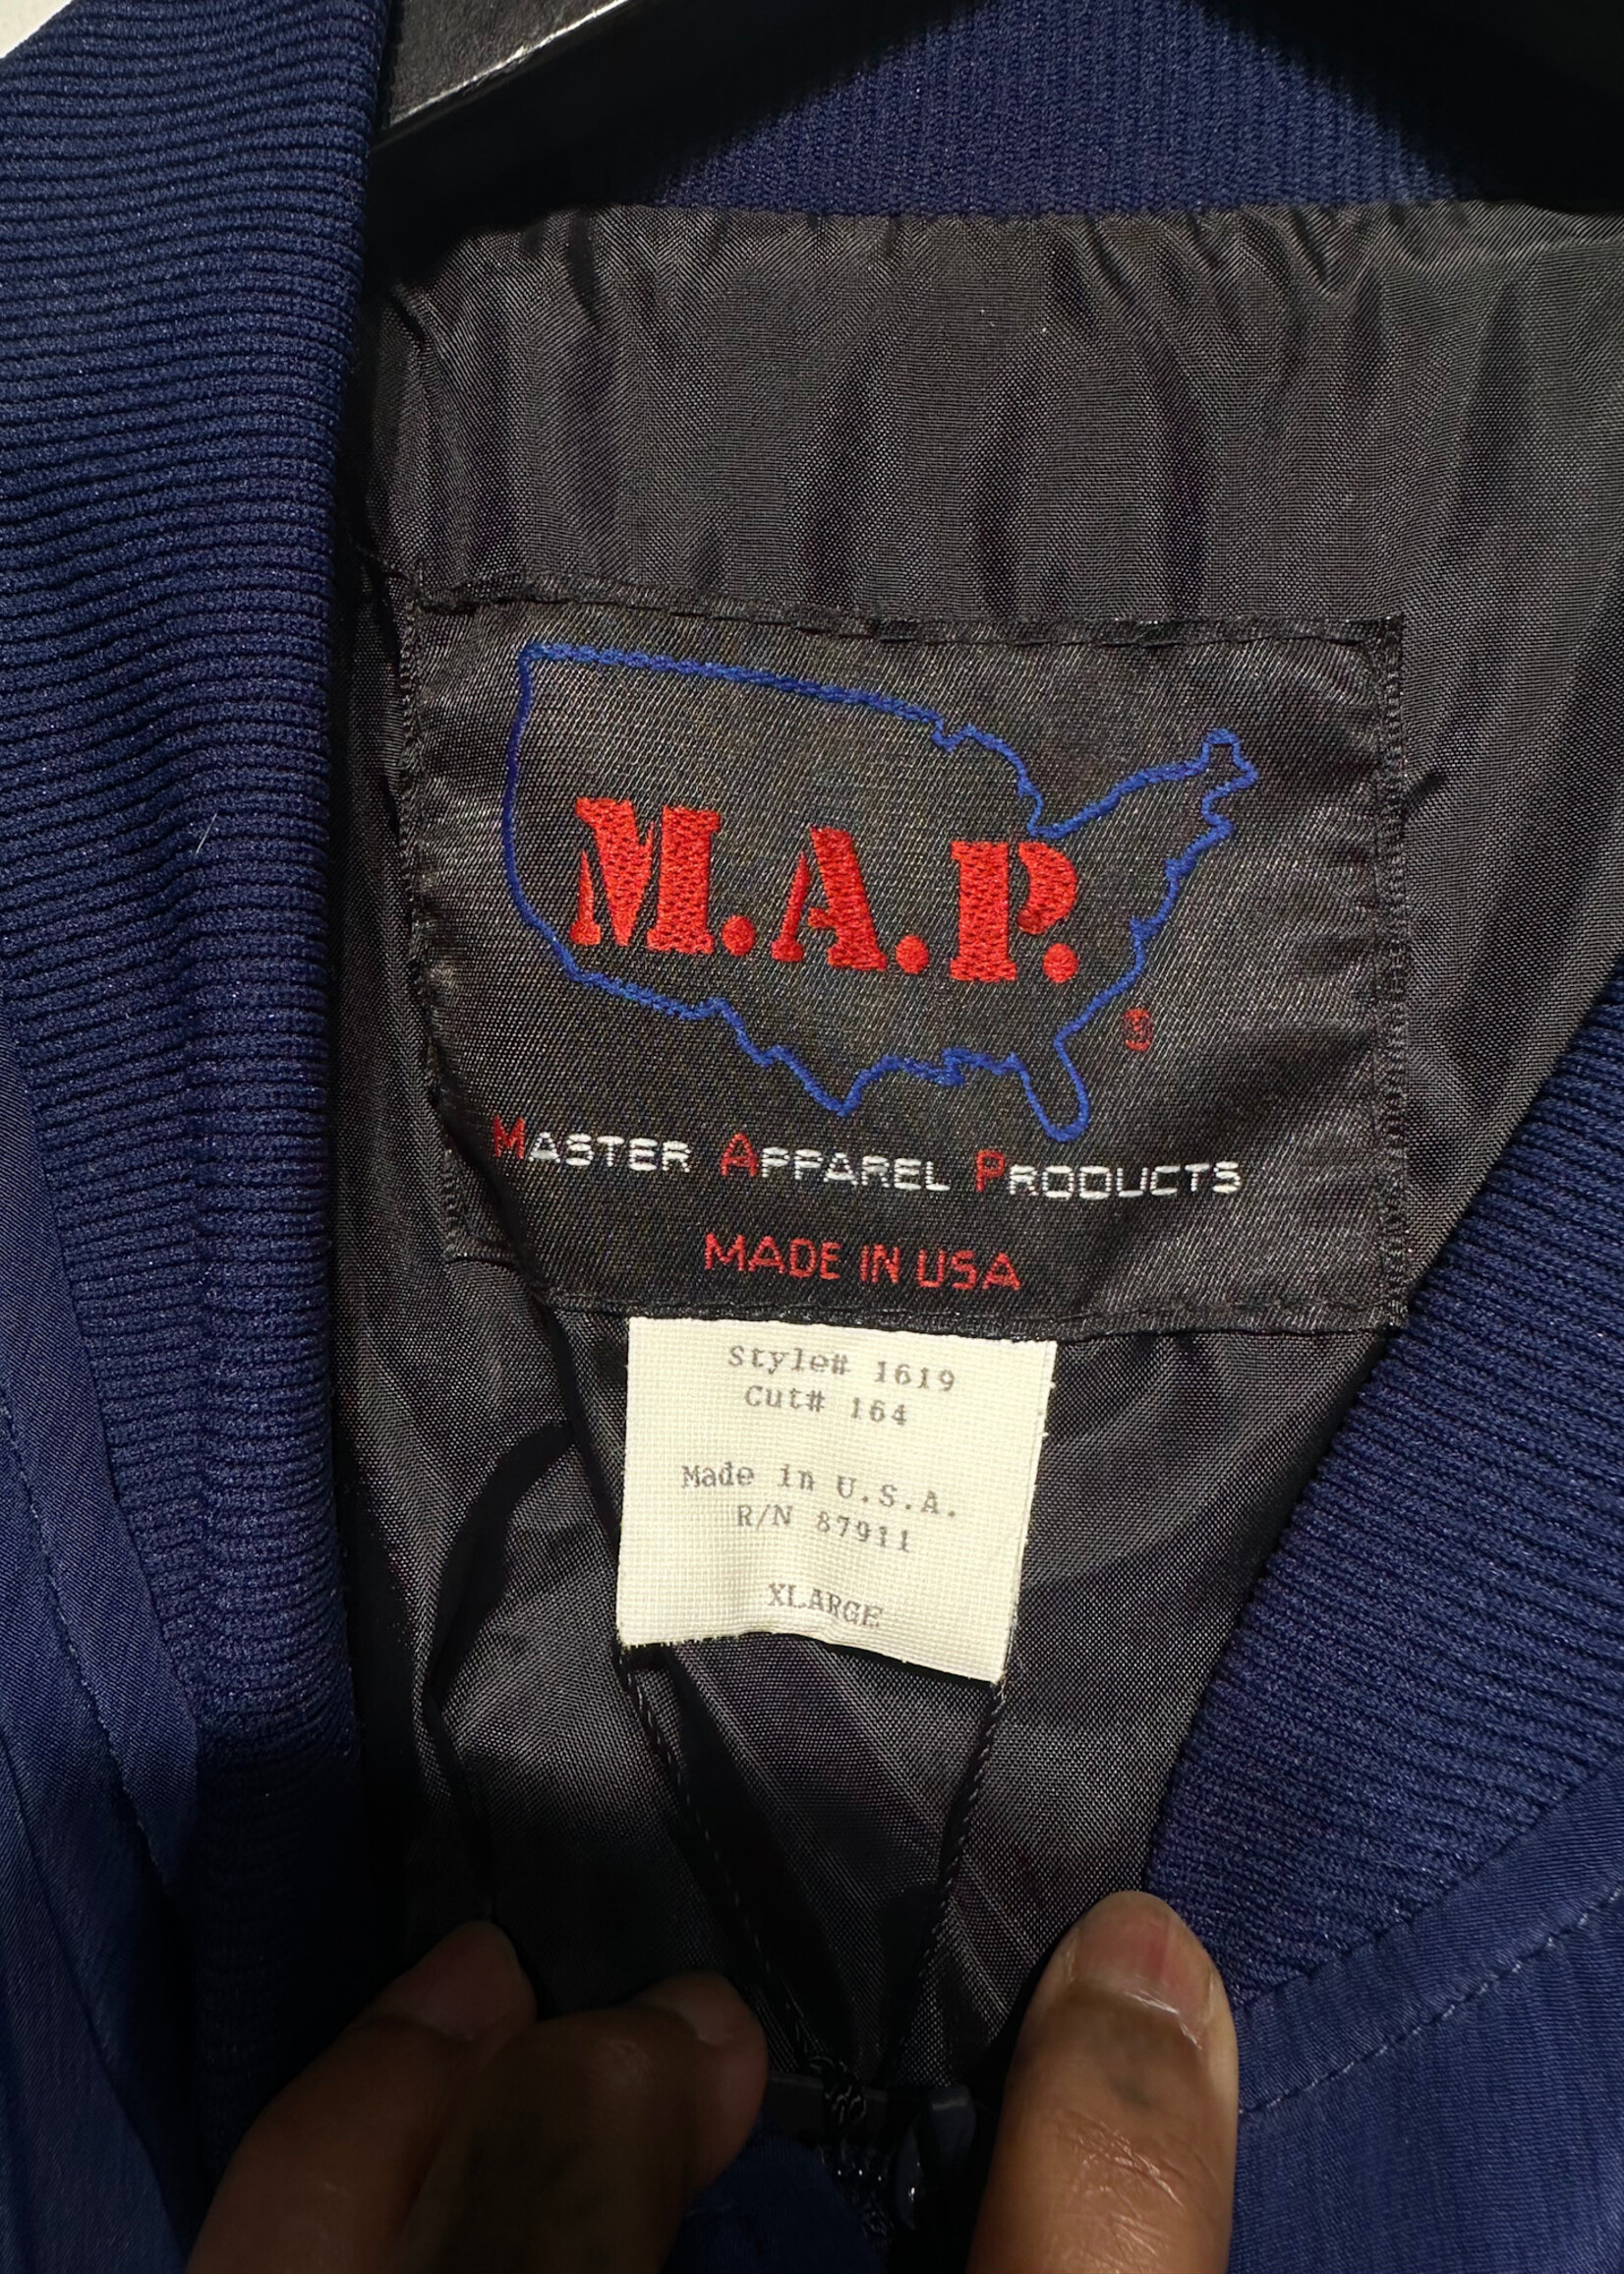 M.A.P.
®
MASTER APPAREL PRODUCTS
MADE IN USA
Style# 1619
Cut# 164
Made in U.S.A.
R/N 87911
XLARGE